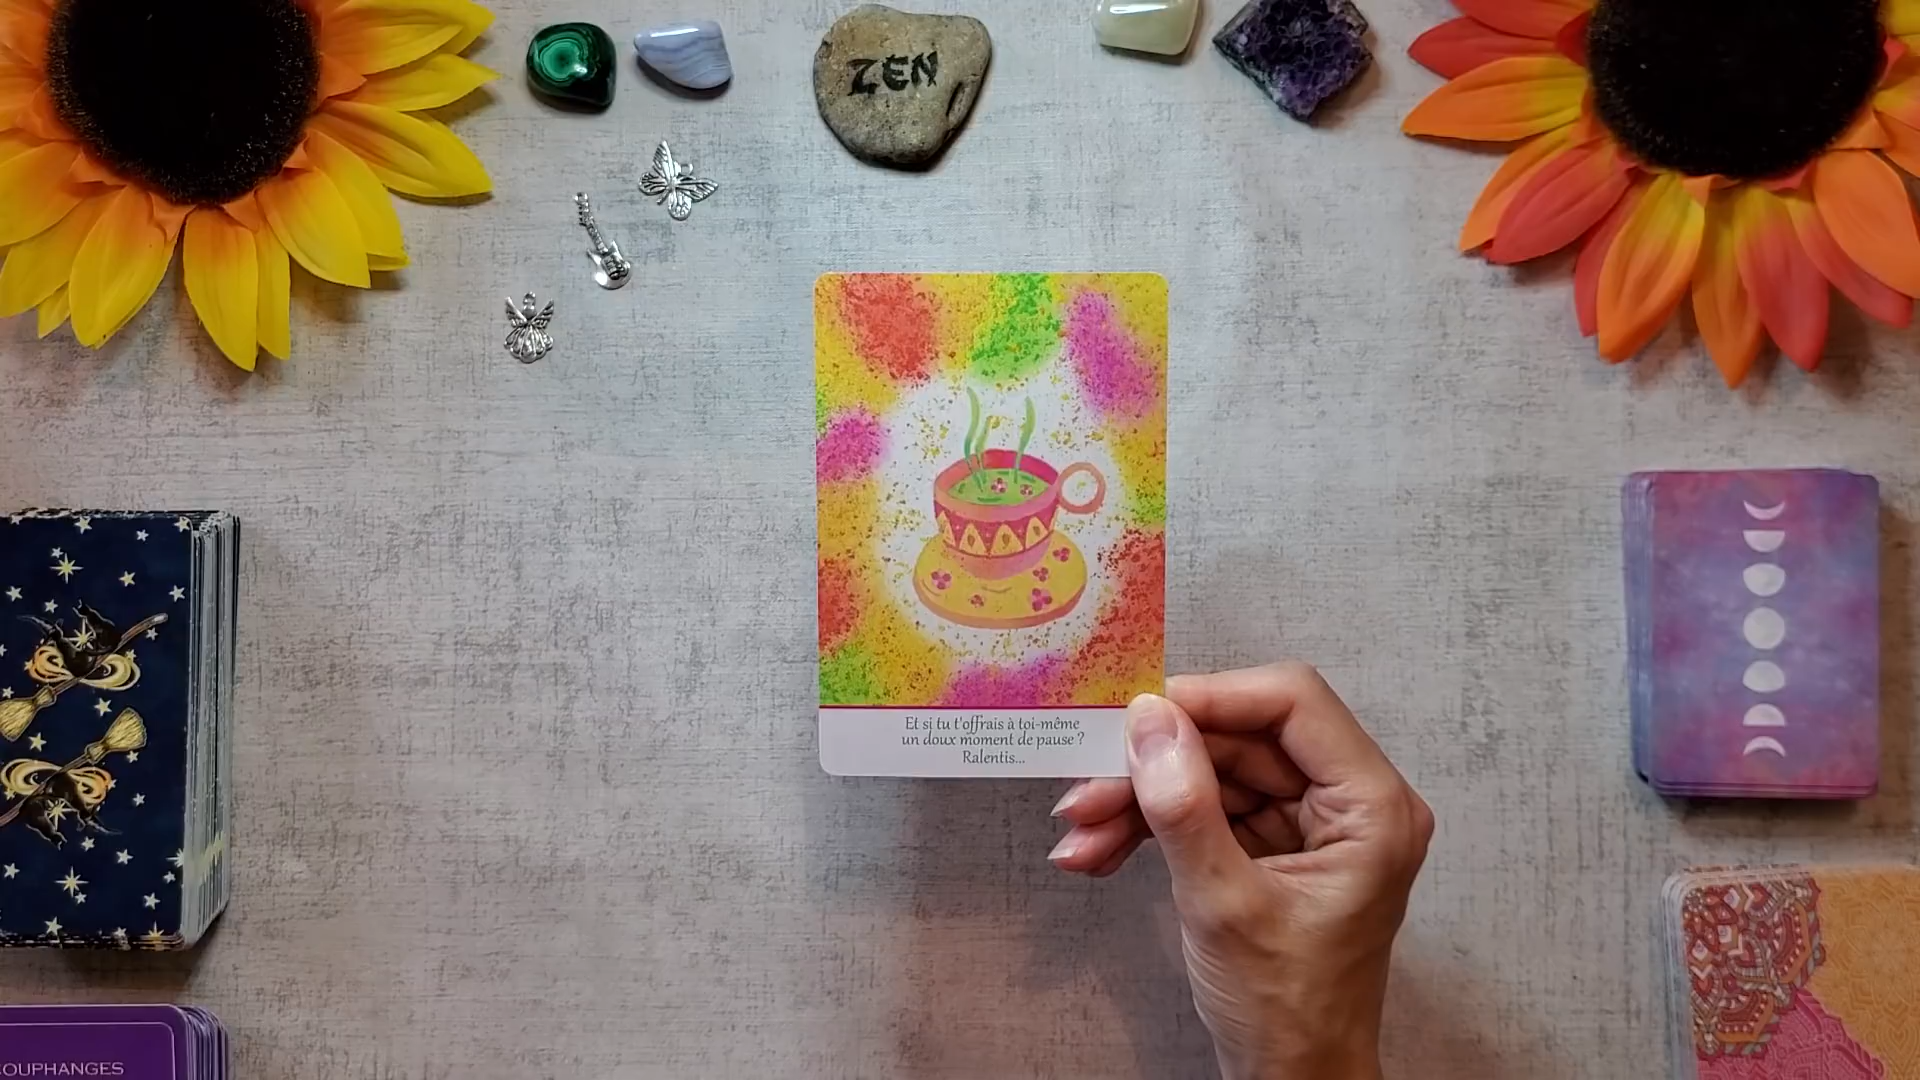 ZEN
Et si tu t'offrais à toi-même
un doux moment de pause ?
Ralentis...
OUPHANGES